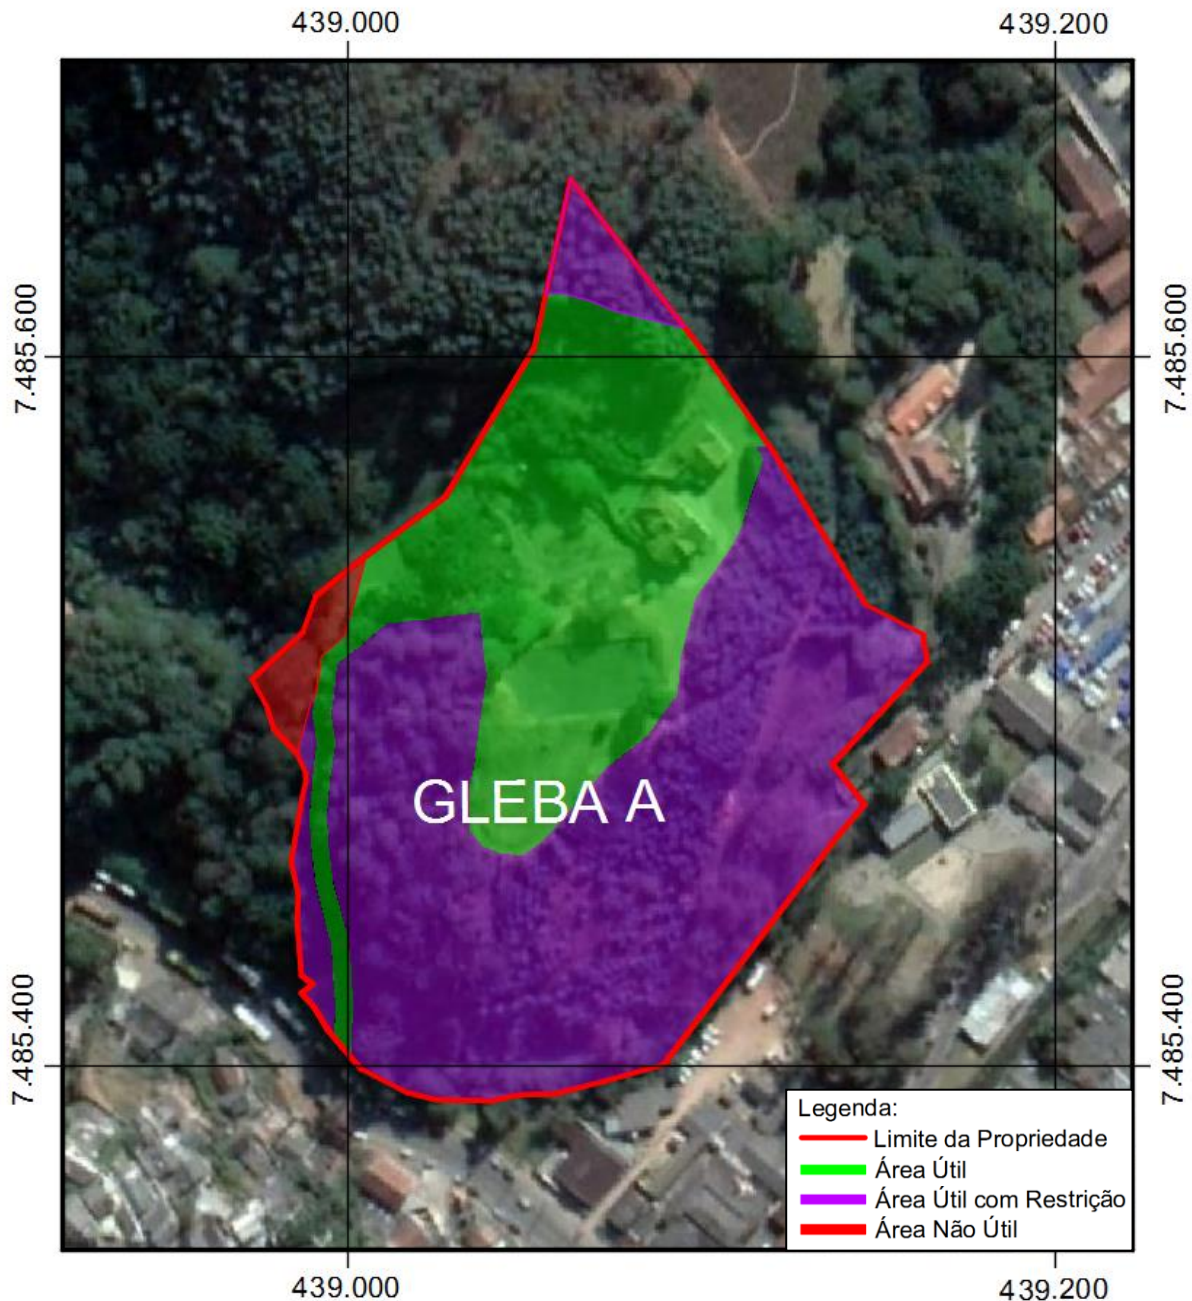 439.000
439.200
7.485.600
7.485.600
GLEBA A
7.485.400
7.485.400
Legenda:
Limite da Propriedade
Área Útil
Área Útil com Restrição
Área Não Útil
439.000
439.200